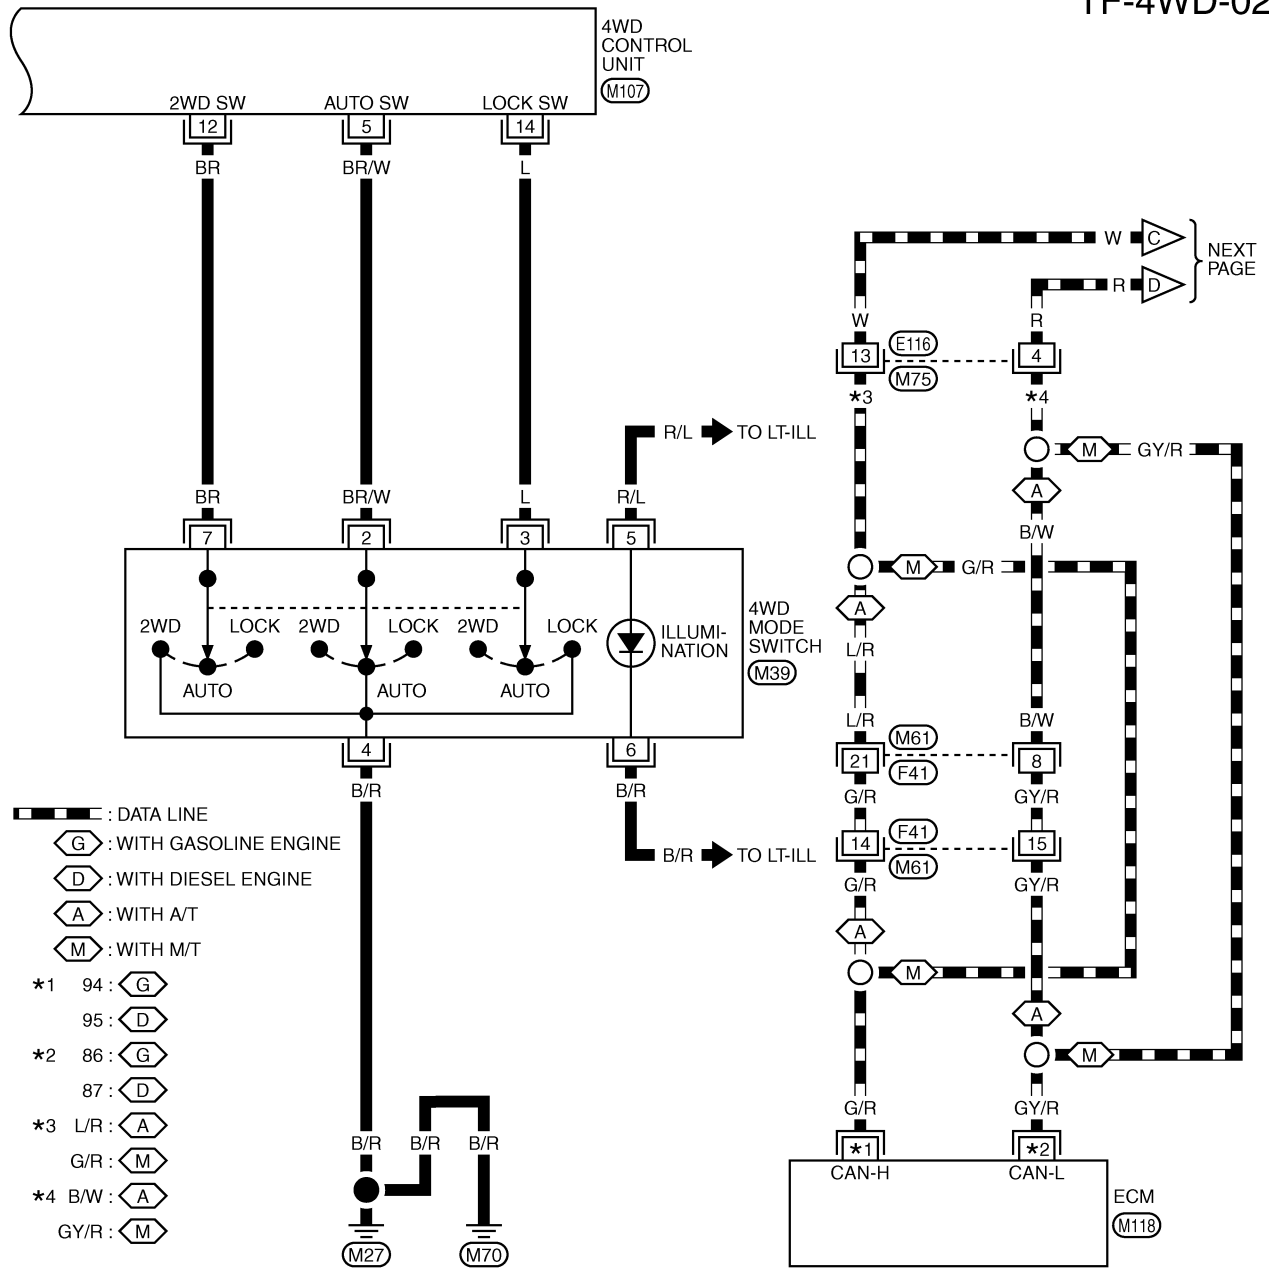 TF-4WD-02
4WD
CONTROL
UNIT
M107
2WD SW
AUTO SW
LOCK SW
12
5
14
BR
BR/W
L
W
C
NEXT
PAGE
R
D
W
R
13
E116
M75
4
*3
*4
R/L
TO LT-ILL
M
GY/R
BR
BR/W
L
R/L
A
7
2
3
5
B/W
M
G/R
A
2WD
LOCK
2WD
LOCK
2WD
LOCK
ILLUMI-
NATION
4WD
MODE
SWITCH
M39
L/R
AUTO
AUTO
AUTO
L/R
B/W
4
6
21
M61
F41
8
B/R
B/R
G/R
GY/R
: DATA LINE
G : WITH GASOLINE ENGINE
D : WITH DIESEL ENGINE
A : WITH A/T
M : WITH M/T
*1 94 : G
95 : D
*2 86 : G
87 : D
*3 L/R : A
G/R : M
*4 B/W : A
GY/R : M
B/R
TO LT-ILL
14
F41
M61
15
G/R
GY/R
A
M
A
M
G/R
GY/R
B/R
B/R
B/R
*1
*2
CAN-H
CAN-L
ECM
M118
M27
M70